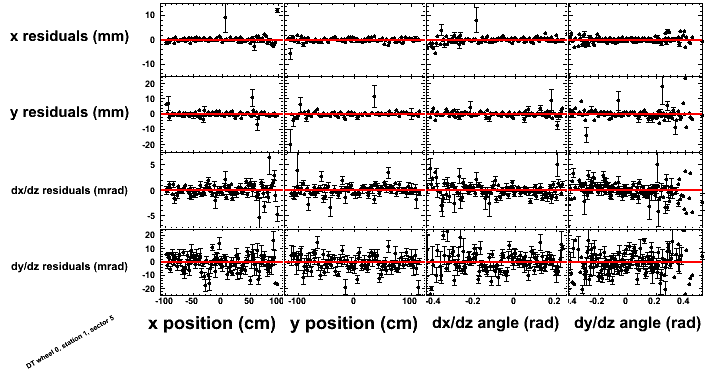 x residuals (mm)
10
0
-10
y residuals (mm)
20
10
0
-10
-20
dx/dz residuals (mrad)
5
0
-5
dy/dz residuals (mrad)
20
10
0
-10
-20
-100 -50 0 50 100 -100 0 100 -0.4 -0.2 0 0.2 -0.4 -0.2 0 0.2 0.4
x position (cm) y position (cm) dx/dz angle (rad) dy/dz angle (rad)
DT wheel 0, station 1, sector 5